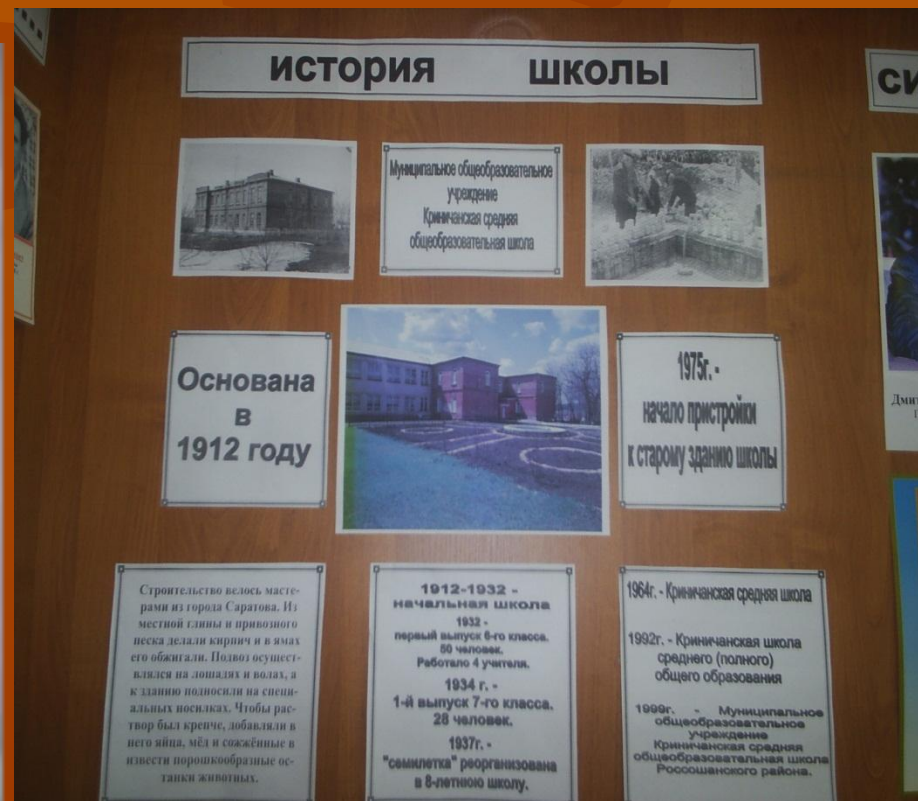 ИСТОРИЯ ШКОЛЫ
Муниципальное общеобразовательное
учреждение
Криничанская средняя
общеобразовательная школа
Основана
в
1912 году
1975г. -
начало пристройки
к старому зданию школы
Строительство велось масте-
рами из города Саратова. Из
местной глины и привозного
песка делали кирпич и в ямах
его обжигали. Подвоз осущест-
влялся на лошадях и волах, а
к зданию подносили на специ-
альных носилках. Чтобы рас-
твор был крепче, добавляли в
него яйца, мёл и сожжённые в
извести порошкообразные ос-
танки животных.
1912-1932 -
начальная школа
1932 -
первый выпуск 6-го класса.
50 человек.
Работало 4 учителя.
1934 г. -
1-й выпуск 7-го класса.
28 человек.
1937г. -
"семилетка" реорганизована
в 8-летнюю школу.
1964г. - Криничанская средняя школа
1992г. - Криничанская школа
среднего (полного)
общего образования
1999г. - Муниципальное
общеобразовательное
учреждение
Криничанская средняя
общеобразовательная школа
Россошанского района.